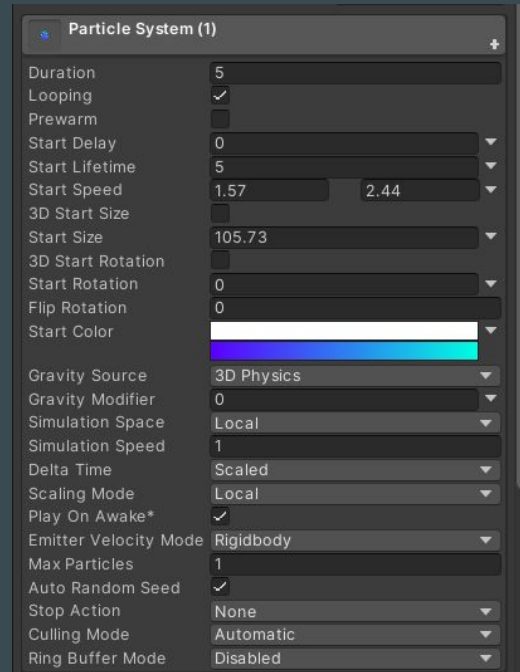 Particle System (1)
Duration 5
Looping
Prewarm
Start Delay 0
Start Lifetime 5
Start Speed 1.57 2.44
3D Start Size
Start Size 105.73
3D Start Rotation
Start Rotation 0
Flip Rotation 0
Start Color
Gravity Source 3D Physics
Gravity Modifier 0
Simulation Space Local
Simulation Speed 1
Delta Time Scaled
Scaling Mode Local
Play On Awake*
Emitter Velocity Mode Rigidbody
Max Particles 1
Auto Random Seed
Stop Action None
Culling Mode Automatic
Ring Buffer Mode Disabled